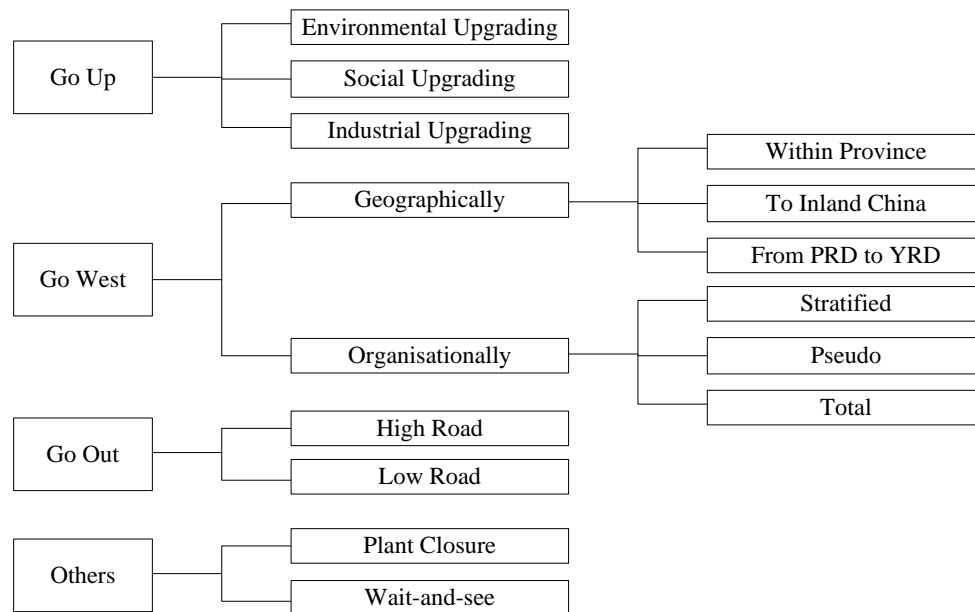 Go Up
Environmental Upgrading
Social Upgrading
Industrial Upgrading
Go West
Geographically
Within Province
To Inland China
From PRD to YRD
Organisationally
Stratified
Pseudo
Total
Go Out
High Road
Low Road
Others
Plant Closure
Wait-and-see